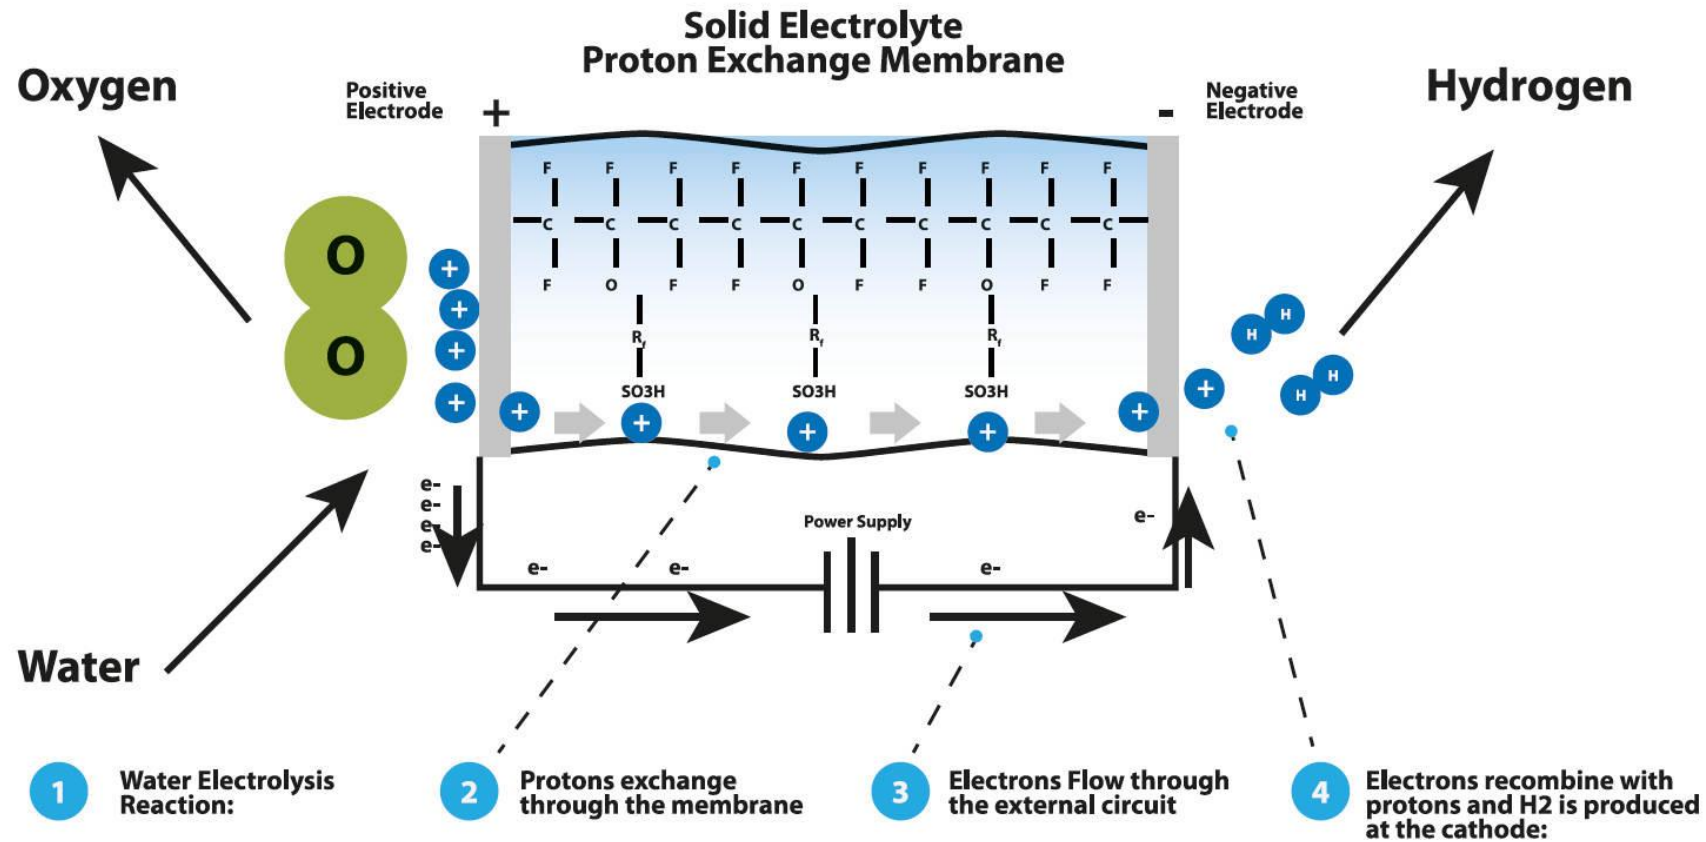 Solid Electrolyte
Proton Exchange Membrane
Oxygen
Positive
Electrode
+
-
Negative
Electrode
Hydrogen
F F F F F F F F F F
C C C C C C C C C C
F O F F O F F O F F
Rf Rf Rf
SO3H SO3H SO3H
O
O
+
+
+
+
+ + + + +
+
H H
H H
e-
e-
e-
e-
Power Supply
e-
e- e- e-
Water
1 Water Electrolysis
Reaction:
2 Protons exchange
through the membrane
3 Electrons Flow through
the external circuit
4 Electrons recombine with
protons and H2 is produced
at the cathode: